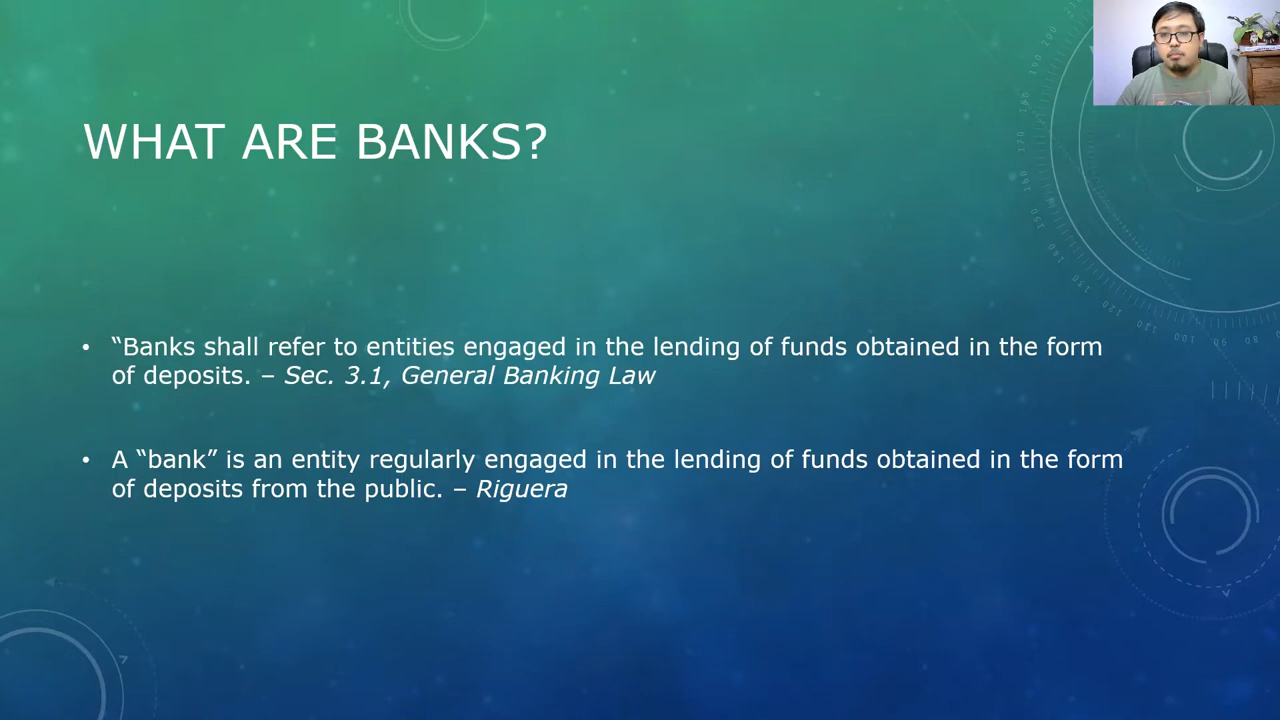 WHAT ARE BANKS?
• “Banks shall refer to entities engaged in the lending of funds obtained in the form
of deposits. – Sec. 3.1, General Banking Law
• A “bank” is an entity regularly engaged in the lending of funds obtained in the form
of deposits from the public. – Riguera